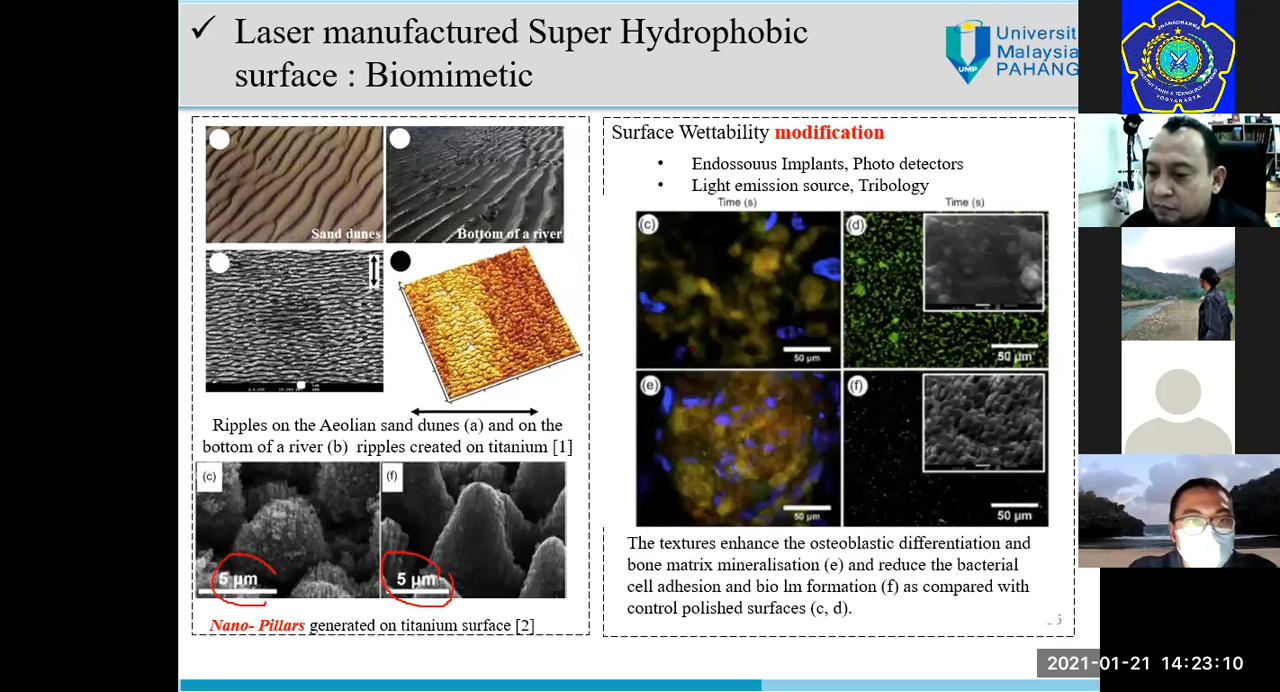 ✓ Laser manufactured Super Hydrophobic
surface : Biomimetic
Universit
Malaysia
PAHANG
UMP
Sand dunes
Bottom of a river
Ripples on the Aeolian sand dunes (a) and on the
bottom of a river (b) ripples created on titanium [1]
(c)
(f)
5 µm
5 µm
Nano- Pillars generated on titanium surface [2]
Surface Wettability modification
• Endossouus Implants, Photo detectors
• Light emission source, Tribology
Time (s)
Time (s)
(c)
(d)
50 µm
50 µm
(e)
(f)
50 µm
50 µm
The textures enhance the osteoblastic differentiation and
bone matrix mineralisation (e) and reduce the bacterial
cell adhesion and bio lm formation (f) as compared with
control polished surfaces (c, d).
YOGYAKARTA
2021-01-21 14:23:10